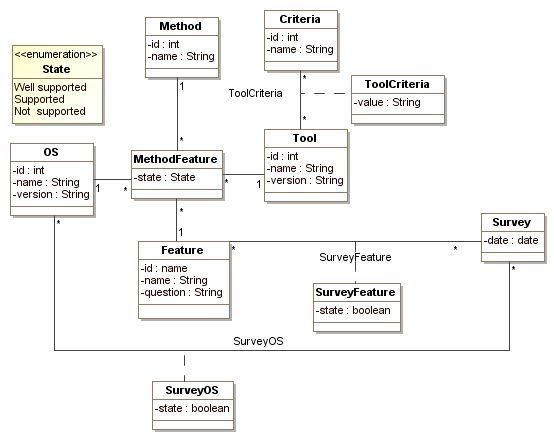 Method
-id : int
-name : String
Criteria
-id : int
-name : String
<<enumeration>>
State
Well supported
Supported
Not supported
ToolCriteria
ToolCriteria
-value : String
1
*
*
*
OS
-id : int
-name : String
-version : String
MethodFeature
-state : State
Tool
-id : int
-name : String
-version : String
1
*
*
1
*
*
1
Feature
-id : name
-name : String
-question : String
*
*
SurveyFeature
Survey
-date : date
*
SurveyFeature
-state : boolean
SurveyOS
SurveyOS
-state : boolean